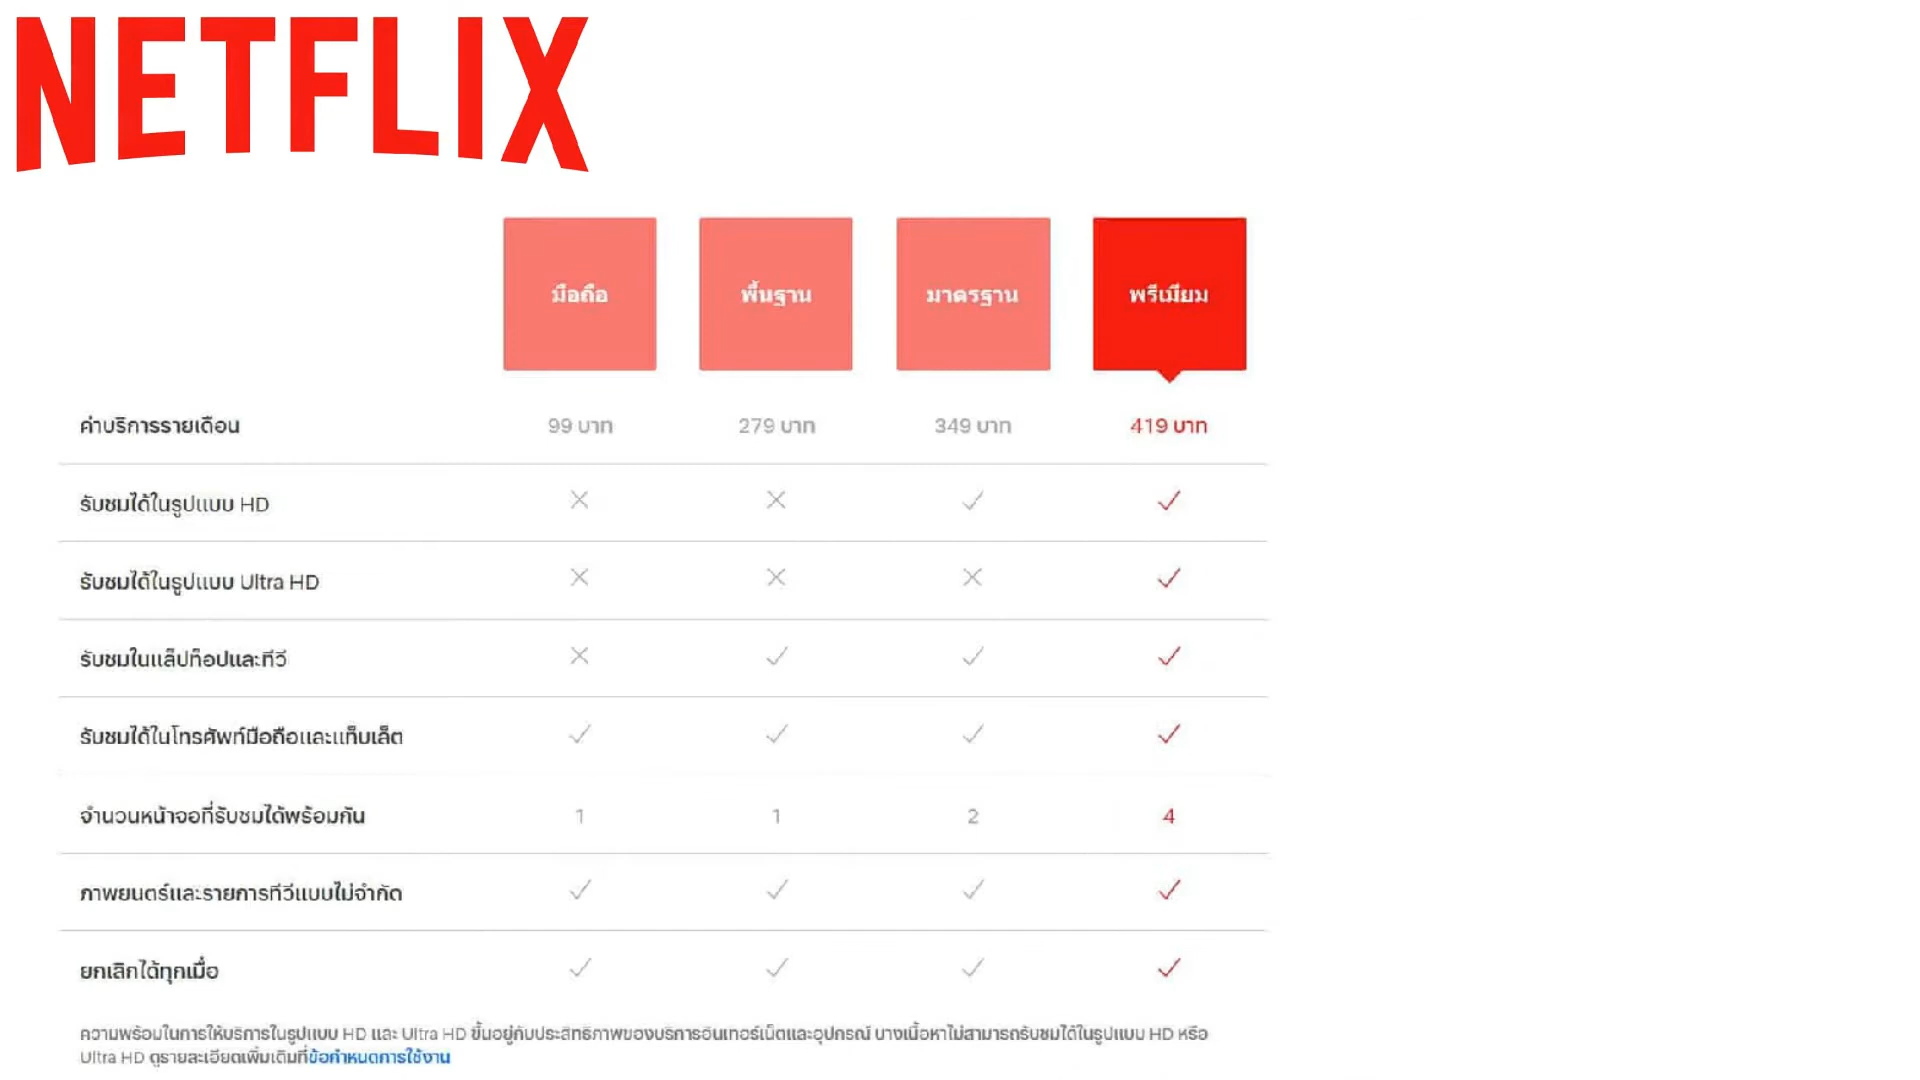 NETFLIX
มือถือ พื้นฐาน มาตรฐาน พรีเมียม
ค่าบริการรายเดือน 99 บาท 279 บาท 349 บาท 419 บาท
รับชมได้ในรูปแบบ HD
รับชมได้ในรูปแบบ Ultra HD
รับชมในแล็ปท็อปและทีวี
รับชมได้ในโทรศัพท์มือถือและแท็บเล็ต
จำนวนหน้าจอที่รับชมได้พร้อมกัน 1 1 2 4
ภาพยนตร์และรายการทีวีแบบไม่จำกัด
ยกเลิกได้ทุกเมื่อ
ความพร้อมในการให้บริการในรูปแบบ HD และ Ultra HD ขึ้นอยู่กับประสิทธิภาพของบริการอินเทอร์เน็ตและอุปกรณ์ บางเนื้อหาไม่สามารถรับชมได้ในรูปแบบ HD หรือ
Ultra HD ดูรายละเอียดเพิ่มเติมที่ข้อกำหนดการใช้งาน